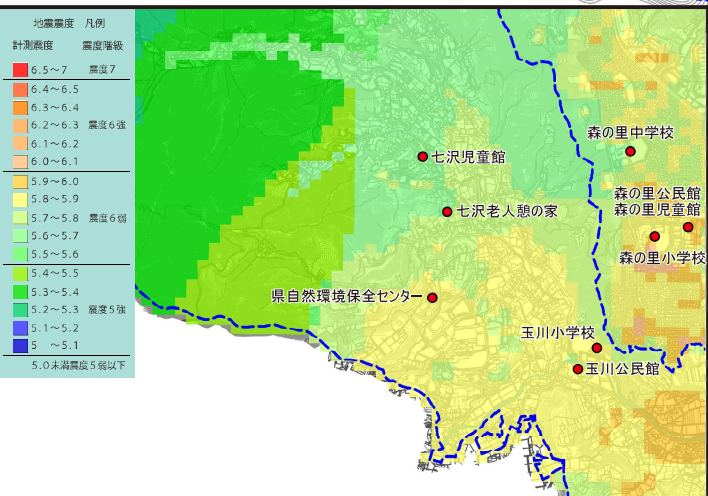 地震震度 凡例
計測震度 震度階級
6.5～7 震度7
6.4～6.5
6.3～6.4
6.2～6.3 震度6強
6.1～6.2
6.0～6.1
5.9～6.0
5.8～5.9
5.7～5.8 震度6弱
5.6～5.7
5.5～5.6
5.4～5.5
5.3～5.4
5.2～5.3 震度5強
5.1～5.2
5 ～5.1
5.0未満震度5弱以下
森の里中学校
七沢児童館
森の里公民館
森の里児童館
七沢老人憩の家
森の里小学校
県自然環境保全センター
玉川小学校
玉川公民館